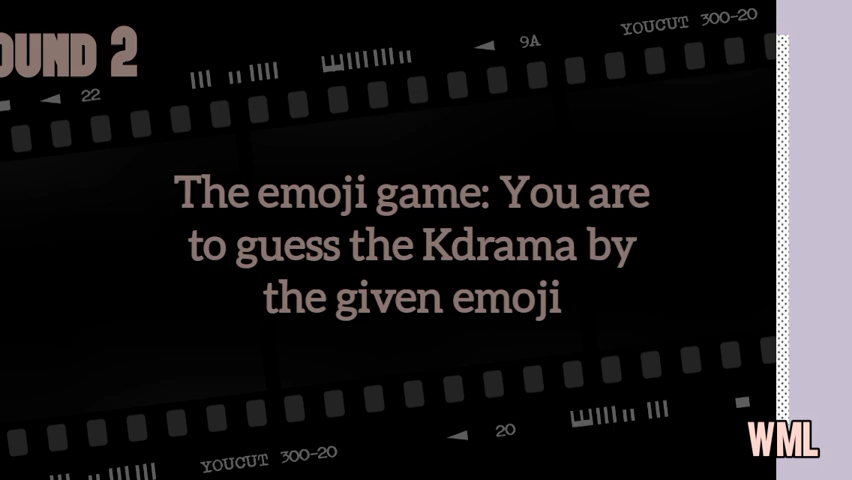 OUND 2
YOUCUT 300-20
9A
22
The emoji game: You are
to guess the Kdrama by
the given emoji
20
YOUCUT 300-20
WML